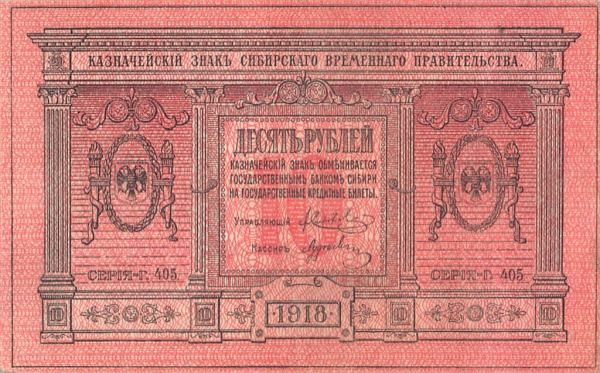 КАЗНАЧЕЙСКІЙ ЗНАКЪ СИБИРСКАГО ВРЕМЕННАГО ПРАВИТЕЛЬСТВА.
ДЕСЯТЬ РУБЛЕЙ
КАЗНАЧЕЙСКІЙ ЗНАКЪ ОБМѢНИВАЕТСЯ
ГОСУДАРСТВЕННЫМЪ БАНКОМЪ СИБИРИ
НА ГОСУДАРСТВЕННЫЕ КРЕДИТНЫЕ БИЛЕТЫ.
УПРАВЛЯЮЩІЙ
КАССИРЪ
СЕРІЯ-Г. 405
СЕРІЯ-Г. 405
1918